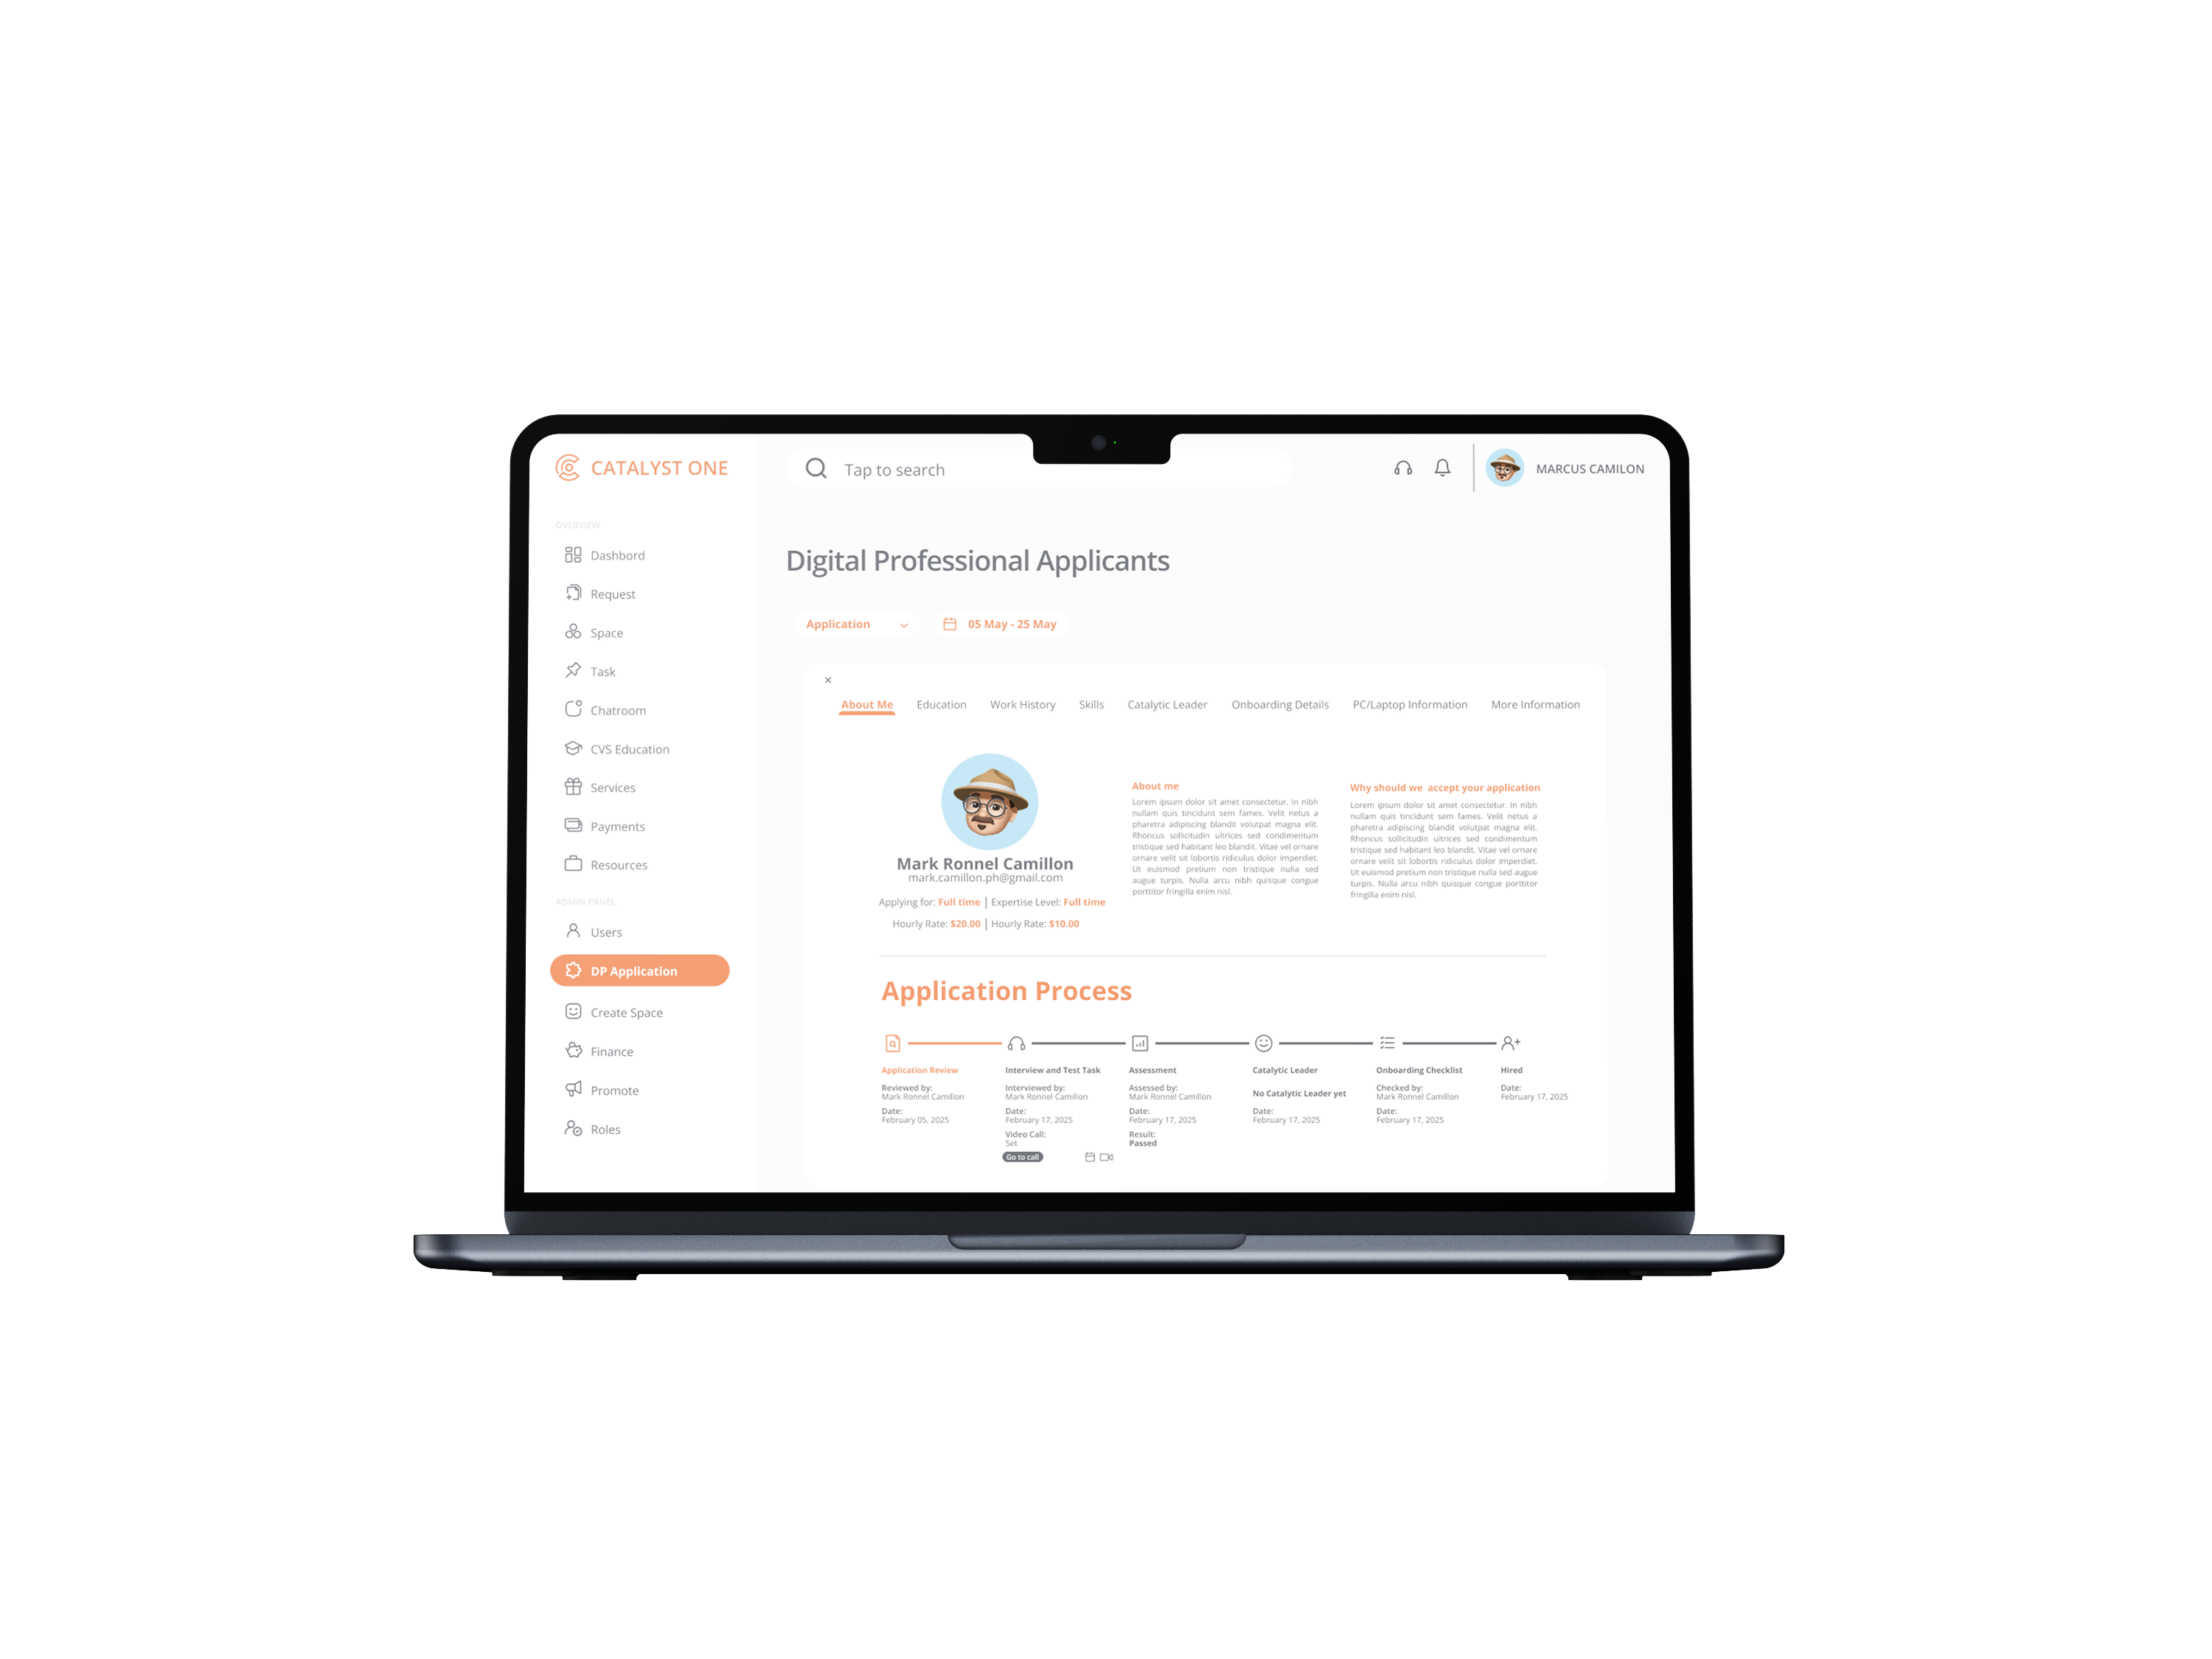 CATALYST ONE
Tap to search
MARCUS CAMILON
OVERVIEW
Dashbord
Request
Space
Task
Chatroom
CVS Education
Services
Payments
Resources
ADMIN PANEL
Users
DP Application
Create Space
Finance
Promote
Roles
Digital Professional Applicants
Application
05 May - 25 May
×
About Me Education Work History Skills Catalytic Leader Onboarding Details PC/Laptop Information More Information
Mark Ronnel Camillon
mark.camillon.ph@gmail.com
Applying for: Full time | Expertise Level: Full time
Hourly Rate: $20.00 | Hourly Rate: $10.00
About me
Lorem ipsum dolor sit amet consectetur. In nibh
nullam quis tincidunt sem fames. Velit netus a
pharetra adipiscing blandit volutpat magna elit.
Rhoncus sollicitudin ultrices sed condimentum
tristique sed habitant leo blandit. Vitae vel ornare
ornare velit sit lobortis ridiculus dolor imperdiet.
Ut euismod pretium non tristique nulla sed
augue turpis. Nulla arcu nibh quisque congue
porttitor fringilla enim nisl.
Why should we accept your application
Lorem ipsum dolor sit amet consectetur. In nibh
nullam quis tincidunt sem fames. Velit netus a
pharetra adipiscing blandit volutpat magna elit.
Rhoncus sollicitudin ultrices sed condimentum
tristique sed habitant leo blandit. Vitae vel ornare
ornare velit sit lobortis ridiculus dolor imperdiet.
Ut euismod pretium non tristique nulla sed augue
turpis. Nulla arcu nibh quisque congue porttitor
fringilla enim nisl.
Application Process
Application Review
Reviewed by:
Mark Ronnel Camillon
Date:
February 05, 2025
Interview and Test Task
Interviewed by:
Mark Ronnel Camillon
Date:
February 17, 2025
Video Call:
Set
Go to call
Assessment
Assessed by:
Mark Ronnel Camillon
Date:
February 17, 2025
Result:
Passed
Catalytic Leader
No Catalytic Leader yet
Date:
February 17, 2025
Onboarding Checklist
Checked by:
Mark Ronnel Camillon
Date:
February 17, 2025
Hired
Date:
February 17, 2025